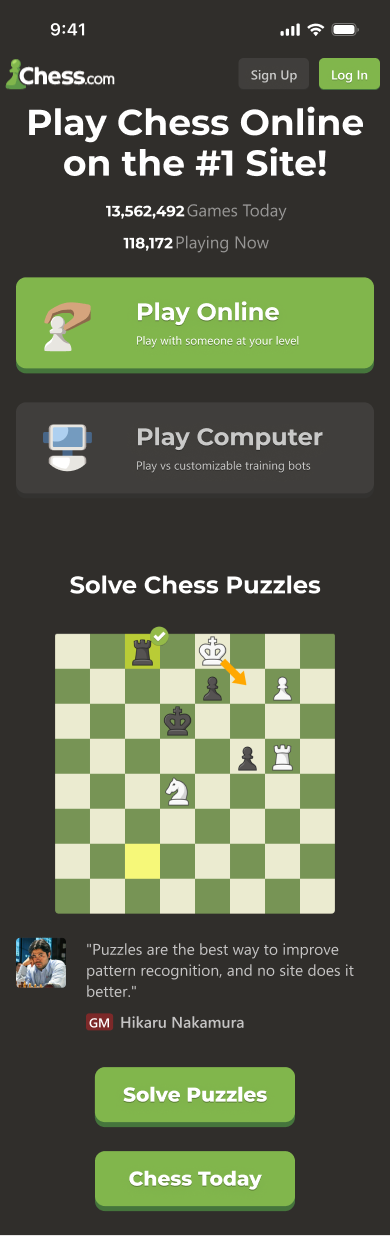 9:41
Chess.com
Sign Up
Log In
Play Chess Online
on the #1 Site!
13,562,492 Games Today
118,172 Playing Now
Play Online
Play with someone at your level
Play Computer
Play vs customizable training bots
Solve Chess Puzzles
"Puzzles are the best way to improve
pattern recognition, and no site does it
better."
GM Hikaru Nakamura
Solve Puzzles
Chess Today